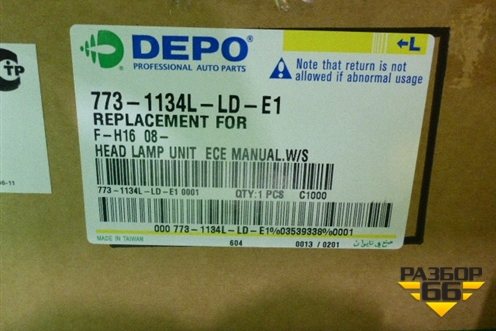 DEPO®
PROFESSIONAL AUTO PARTS
←L
Note that return is not
allowed if abnormal usage
773-1134L-LD-E1
REPLACEMENT FOR
F-H16 08-
HEAD LAMP UNIT ECE MANUAL.W/S
773-1134L-LD-E1 0001 QTY:1 PCS C1000
000 773-1134L-LD-E1%03539338%0001
MADE IN TAIWAN
604 0013 / 0201
РАЗБОР
66